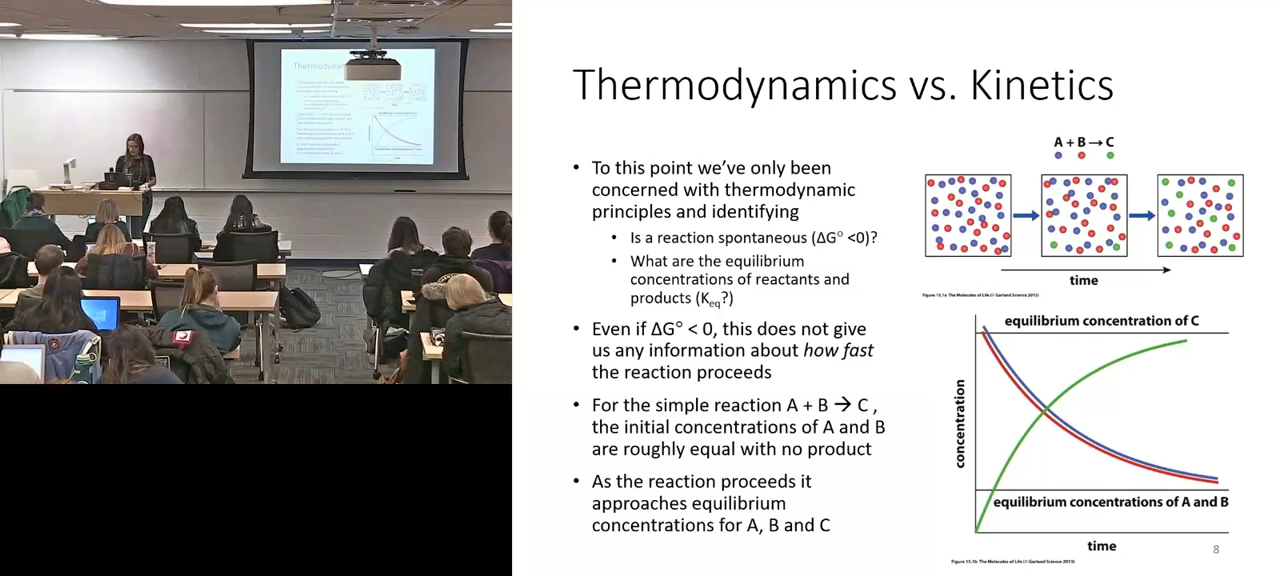 Thermodynamics vs. Kinetics
• To this point we've only been
concerned with thermodynamic
principles and identifying
• Is a reaction spontaneous (ΔG° <0)?
• What are the equilibrium
concentrations of reactants and
products (Keq?)
• Even if ΔG° < 0, this does not give
us any information about how fast
the reaction proceeds
• For the simple reaction A + B → C ,
the initial concentrations of A and B
are roughly equal with no product
• As the reaction proceeds it
approaches equilibrium
concentrations for A, B and C
A + B → C
time
Figure 15.1a The Molecules of Life (© Garland Science 2013)
equilibrium concentration of C
concentration
equilibrium concentrations of A and B
time
Figure 15.1b The Molecules of Life (© Garland Science 2013)
8